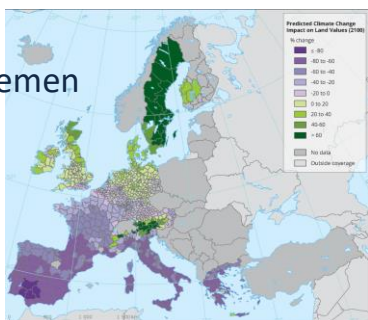 emen
Predicted Climate Change
Impact on Land Values (2100)
% change
≤ -80
-80 to -60
-60 to -40
-40 to -20
-20 to 0
0 to 20
20 to 40
40-60
> 60
No data
Outside coverage